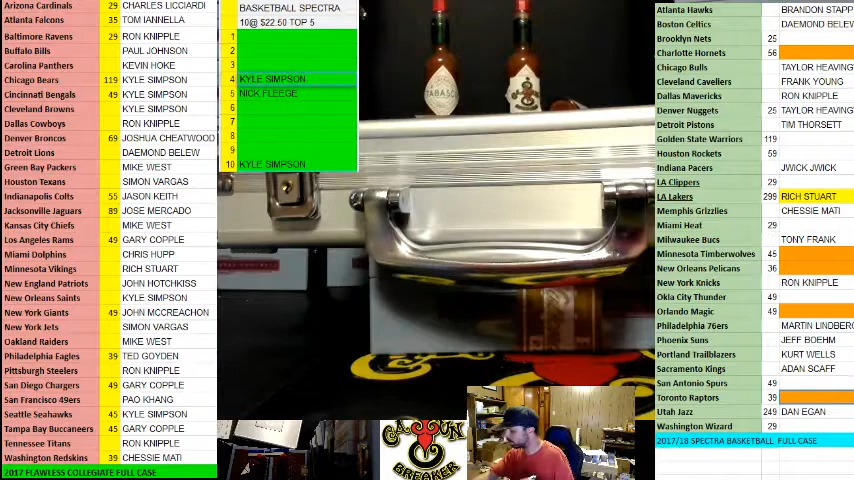 Arizona Cardinals 29 CHARLES LICCIARDI
Atlanta Falcons 35 TOM IANNELLA
Baltimore Ravens 29 RON KNIPPLE
Buffalo Bills PAUL JOHNSON
Carolina Panthers KEVIN HOKE
Chicago Bears 119 KYLE SIMPSON
Cincinnati Bengals 49 KYLE SIMPSON
Cleveland Browns KYLE SIMPSON
Dallas Cowboys RON KNIPPLE
Denver Broncos 69 JOSHUA CHEATWOOD
Detroit Lions DAEMOND BELEW
Green Bay Packers MIKE WEST
Houston Texans SIMON VARGAS
Indianapolis Colts 55 JASON KEITH
Jacksonville Jaguars 89 JOSE MERCADO
Kansas City Chiefs MIKE WEST
Los Angeles Rams 49 GARY COPPLE
Miami Dolphins CHRIS HUPP
Minnesota Vikings RICH STUART
New England Patriots JOHN HOTCHKISS
New Orleans Saints KYLE SIMPSON
New York Giants 49 JOHN MCCREACHON
New York Jets SIMON VARGAS
Oakland Raiders MIKE WEST
Philadelphia Eagles 39 TED GOYDEN
Pittsburgh Steelers RON KNIPPLE
San Diego Chargers 49 GARY COPPLE
San Francisco 49ers PAO KHANG
Seattle Seahawks 45 KYLE SIMPSON
Tampa Bay Buccaneers 45 GARY COPPLE
Tennessee Titans RON KNIPPLE
Washington Redskins 39 CHESSIE MATI
2017 FLAWLESS COLLEGIATE FULL CASE
BASKETBALL SPECTRA
10@ $22.50 TOP 5
1
2
3
4 KYLE SIMPSON
5 NICK FLEEGE
6
7
8
9
10 KYLE SIMPSON
TABASCO
CAJUN
BREAKER
Atlanta Hawks BRANDON STAPP
Boston Celtics DAEMOND BELEW
Brooklyn Nets 25
Charlotte Hornets 56
Chicago Bulls TAYLOR HEAVING
Cleveland Caveliers FRANK YOUNG
Dallas Mavericks RON KNIPPLE
Denver Nuggets 25 TAYLOR HEAVING
Detroit Pistons TIM THORSETT
Golden State Warriors 119
Houston Rockets 59
Indiana Pacers JWICK JWICK
LA Clippers 29
LA Lakers 299 RICH STUART
Memphis Grizzlies CHESSIE MATI
Miami Heat 29
Milwaukee Bucs TONY FRANK
Minnesota Timberwolves 45
New Orleans Pelicans 36
New York Knicks RON KNIPPLE
Okla City Thunder 49
Orlando Magic 49
Philadelphia 76ers MARTIN LINDBERG
Phoenix Suns JEFF BOEHM
Portland Trailblazers KURT WELLS
Sacramento Kings ADAN SCAFF
San Antonio Spurs 49
Toronto Raptors 39
Utah Jazz 249 DAN EGAN
Washington Wizard 29
2017/18 SPECTRA BASKETBALL FULL CASE